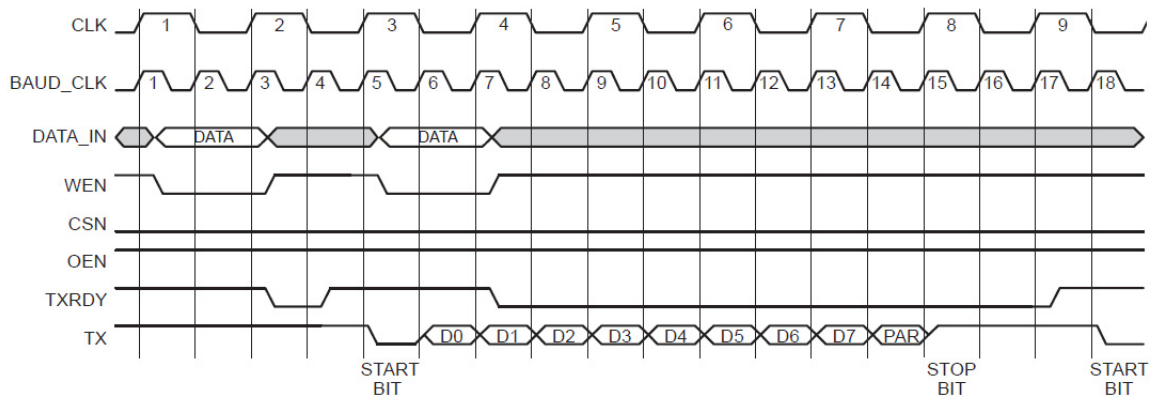 CLK 1 2 3 4 5 6 7 8 9
BAUD_CLK 1 2 3 4 5 6 7 8 9 10 11 12 13 14 15 16 17 18
DATA_IN DATA DATA
WEN
CSN
OEN
TXRDY
TX D0 D1 D2 D3 D4 D5 D6 D7 PAR
START STOP START
BIT BIT BIT